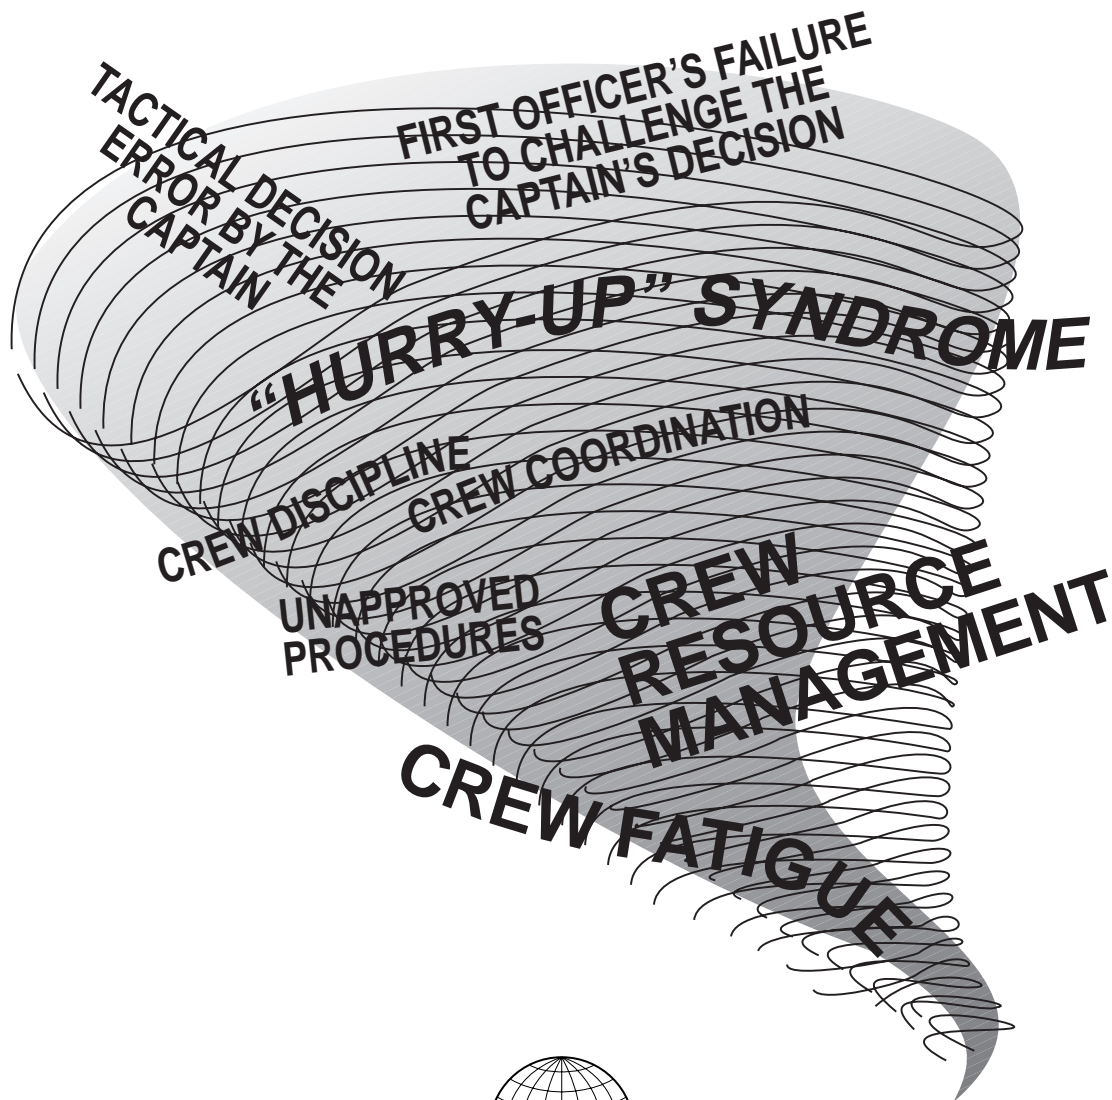 TACTICAL DECISION
ERROR BY THE
CAPTAIN
FIRST OFFICER’S FAILURE
TO CHALLENGE THE
CAPTAIN’S DECISION
“HURRY-UP” SYNDROME
CREW DISCIPLINE
CREW COORDINATION
UNAPPROVED
PROCEDURES
CREW
RESOURCE
MANAGEMENT
CREW FATIGUE